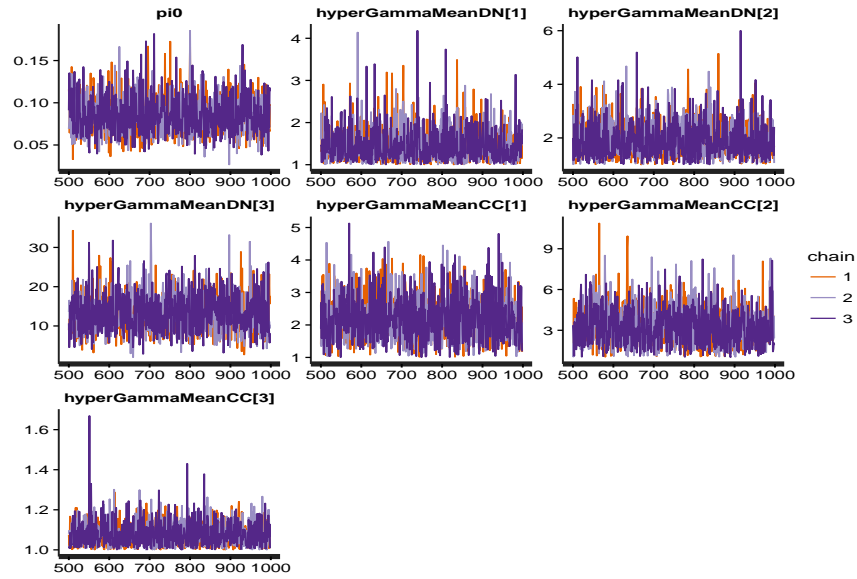 pi0
hyperGammaMeanDN[1]
hyperGammaMeanDN[2]
0.15
0.10
0.05
4
3
2
1
6
4
2
500 600 700 800 900 1000
500 600 700 800 900 1000
500 600 700 800 900 1000
hyperGammaMeanDN[3]
hyperGammaMeanCC[1]
hyperGammaMeanCC[2]
30
20
10
5
4
3
2
1
9
6
3
500 600 700 800 900 1000
500 600 700 800 900 1000
500 600 700 800 900 1000
chain
1
2
3
hyperGammaMeanCC[3]
1.6
1.4
1.2
1.0
500 600 700 800 900 1000